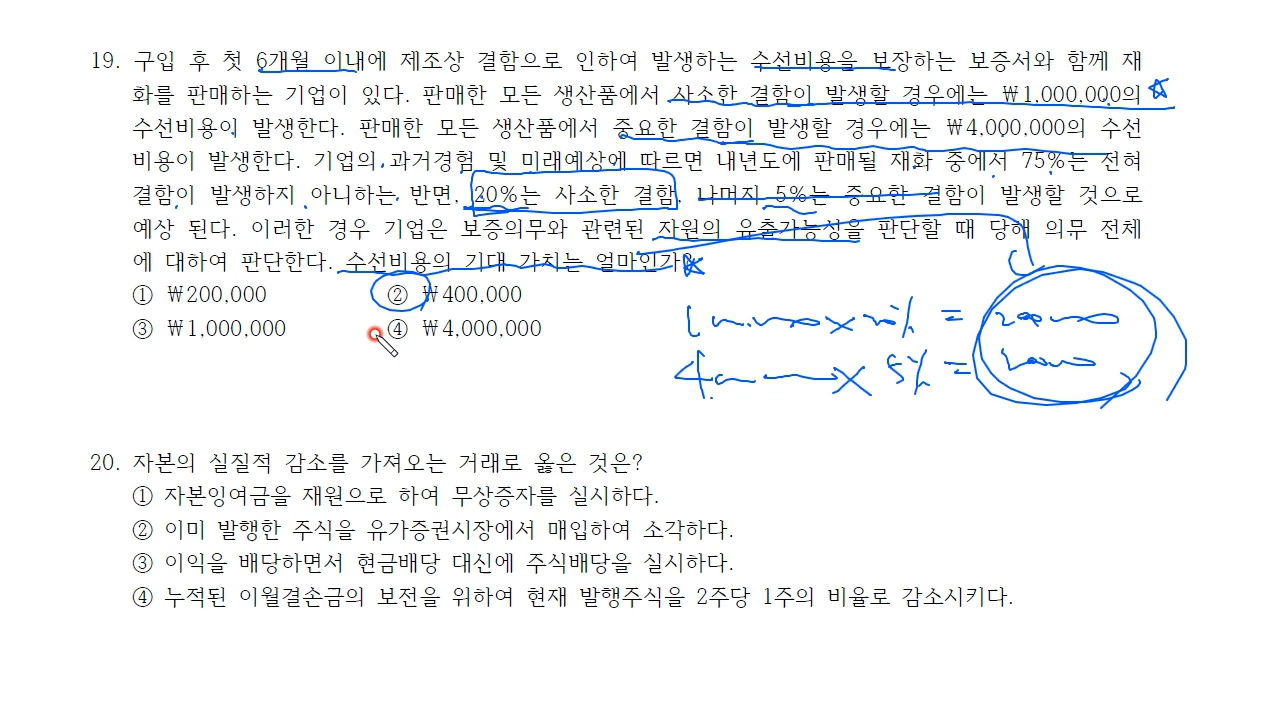 19. 구입 후 첫 6개월 이내에 제조상 결함으로 인하여 발생하는 수선비용을 보장하는 보증서와 함께 재
화를 판매하는 기업이 있다. 판매한 모든 생산품에서 사소한 결함이 발생할 경우에는 ₩1,000,000의
수선비용이 발생한다. 판매한 모든 생산품에서 중요한 결함이 발생할 경우에는 ₩4,000,000의 수선
비용이 발생한다. 기업의 과거경험 및 미래예상에 따르면 내년도에 판매될 재화 중에서 75%는 전혀
결함이 발생하지 아니하는 반면, 20%는 사소한 결함, 나머지 5%는 중요한 결함이 발생할 것으로
예상 된다. 이러한 경우 기업은 보증의무와 관련된 자원의 유출가능성을 판단할 때 당해 의무 전체
에 대하여 판단한다. 수선비용의 기대 가치는 얼마인가?
① ₩200,000 ② ₩400,000
③ ₩1,000,000 ④ ₩4,000,000
× 20% =
× 5% =
20. 자본의 실질적 감소를 가져오는 거래로 옳은 것은?
① 자본잉여금을 재원으로 하여 무상증자를 실시하다.
② 이미 발행한 주식을 유가증권시장에서 매입하여 소각하다.
③ 이익을 배당하면서 현금배당 대신에 주식배당을 실시하다.
④ 누적된 이월결손금의 보전을 위하여 현재 발행주식을 2주당 1주의 비율로 감소시키다.